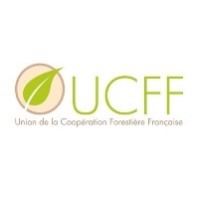 UCFF
Union de la Coopération Forestière Française